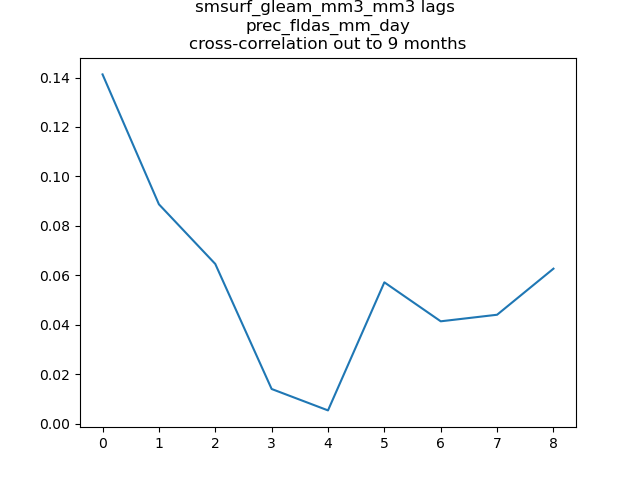 smsurf_gleam_mm3_mm3 lags
prec_fldas_mm_day
cross-correlation out to 9 months
0.14
0.12
0.10
0.08
0.06
0.04
0.02
0.00
0 1 2 3 4 5 6 7 8